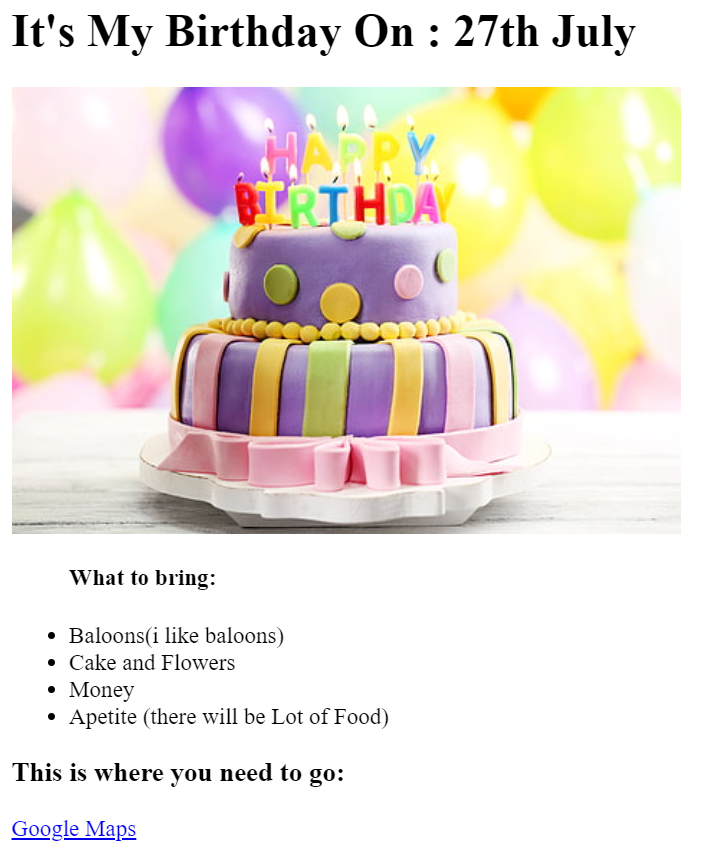 It's My Birthday On : 27th July
HAPPY
BIRTHDAY
What to bring:
Baloons(i like baloons)
Cake and Flowers
Money
Apetite (there will be Lot of Food)
This is where you need to go:
Google Maps